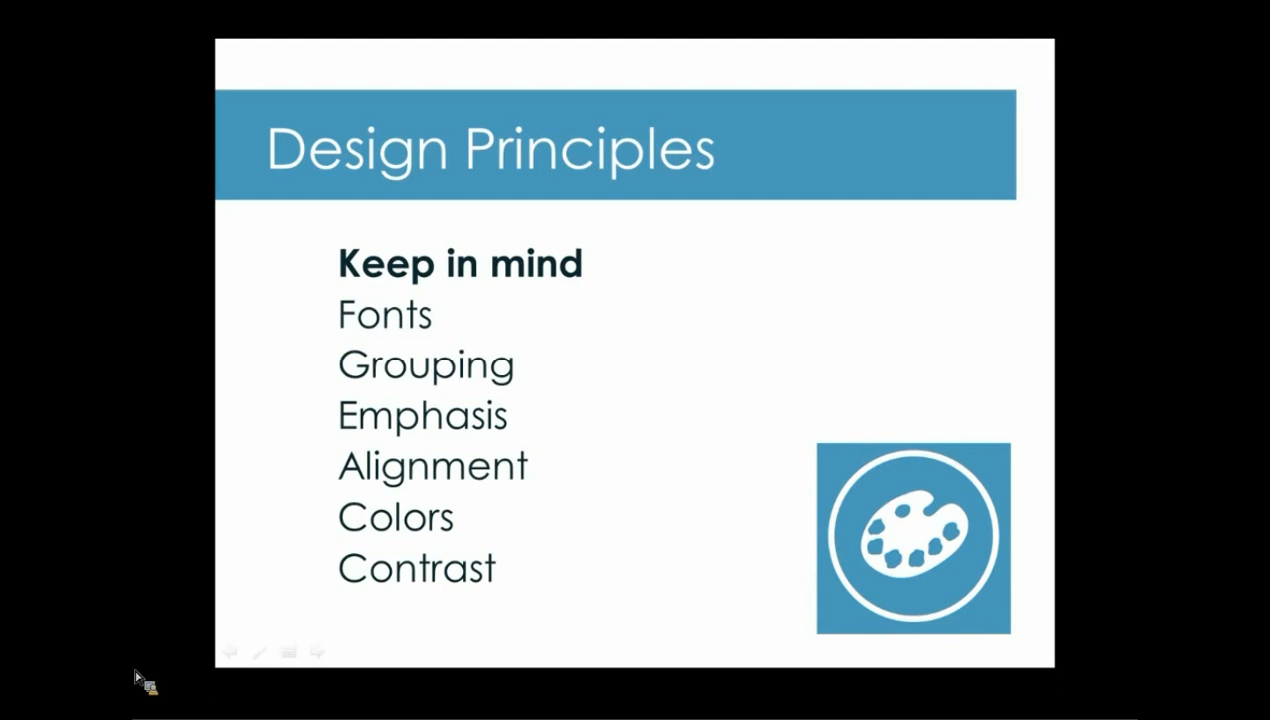 Design Principles
Keep in mind
Fonts
Grouping
Emphasis
Alignment
Colors
Contrast